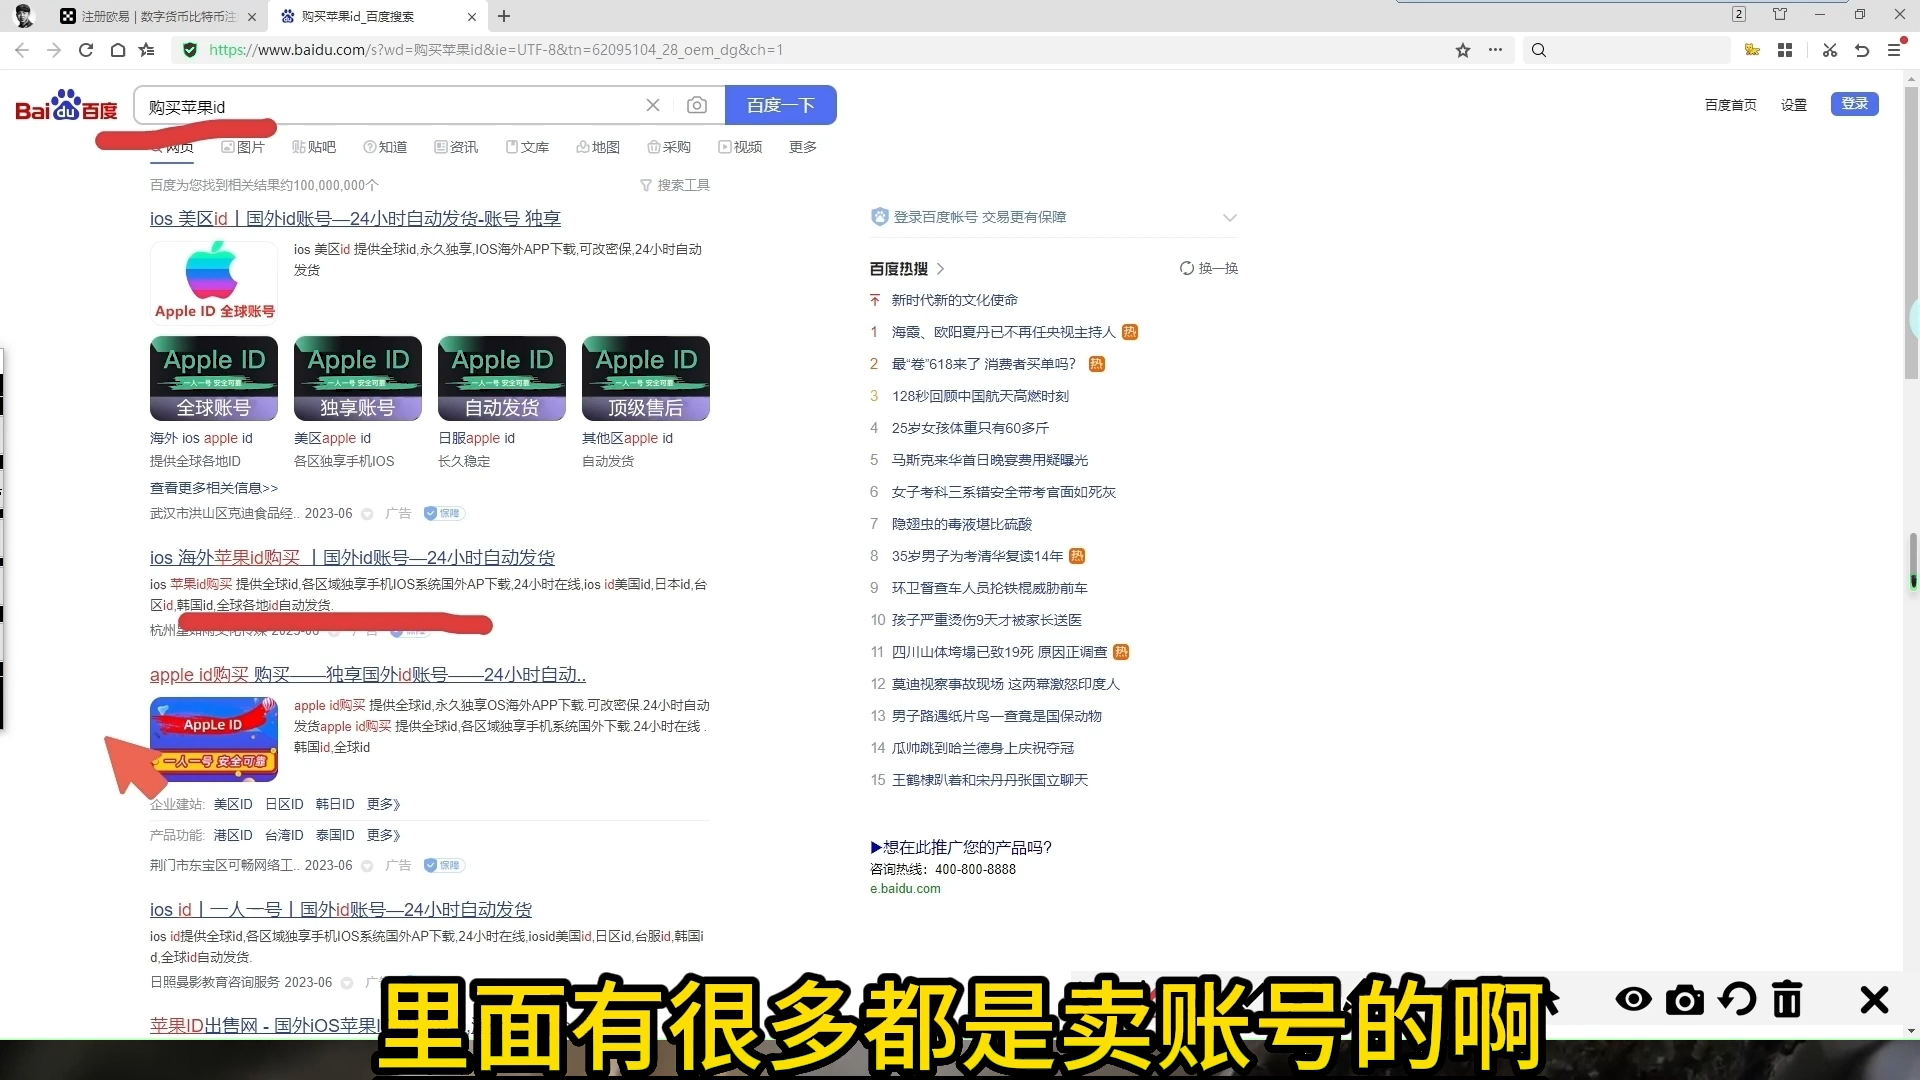 注册欧易 | 数字货币比特币注
购买苹果id_百度搜索
2
https://www.baidu.com/s?wd=购买苹果id&ie=UTF-8&tn=62095104_28_oem_dg&ch=1
Bai du 百度
购买苹果id
百度一下
百度首页
设置
登录
网页
图片
贴吧
知道
资讯
文库
地图
采购
视频
更多
百度为您找到相关结果约100,000,000个
搜索工具
ios 美区id丨国外id账号—24小时自动发货-账号 独享
Apple ID 全球账号
ios 美区id 提供全球id,永久独享,IOS海外APP下载,可改密保,24小时自动
发货
Apple ID
一人一号 安全可靠
全球账号
Apple ID
一人一号 安全可靠
独享账号
Apple ID
一人一号 安全可靠
自动发货
Apple ID
一人一号 安全可靠
顶级售后
海外 ios apple id
美区apple id
日服apple id
其他区apple id
提供全球各地ID
各区独享手机IOS
长久稳定
自动发货
查看更多相关信息>>
武汉市洪山区克迪食品经.. 2023-06 广告 保障
ios 海外苹果id购买 丨国外id账号—24小时自动发货
ios 苹果id购买 提供全球id,各区域独享手机IOS系统国外AP下载,24小时在线,ios id美国id,日本id,台
区id,韩国id,全球各地id自动发货.
apple id购买 购买——独享国外id账号——24小时自动..
AppLe ID
一人一号 安全可靠
apple id购买 提供全球id,永久独享OS海外APP下载.可改密保.24小时自动
发货apple id购买 提供全球id,各区域独享手机系统国外下载.24小时在线 .
韩国id,全球id
企业建站: 美区ID 日区ID 韩日ID 更多》
产品功能: 港区ID 台湾ID 泰国ID 更多》
荆门市东宝区可畅网络工.. 2023-06 广告 保障
ios id丨一人一号丨国外id账号—24小时自动发货
ios id提供全球id,各区域独享手机IOS系统国外AP下载,24小时在线,iosid美国id,日区id,台服id,韩国i
d,全球id自动发货.
日照曼影教育咨询服务 2023-06
苹果ID出售网 - 国外iOS苹果I
登录百度帐号 交易更有保障
百度热搜
换一换
新时代新的文化使命
1 海霞、欧阳夏丹已不再任央视主持人 热
2 最“卷”618来了 消费者买单吗? 热
3 128秒回顾中国航天高燃时刻
4 25岁女孩体重只有60多斤
5 马斯克来华首日晚宴费用疑曝光
6 女子考科三系错安全带考官面如死灰
7 隐翅虫的毒液堪比硫酸
8 35岁男子为考清华复读14年 热
9 环卫督查车人员抡铁棍威胁前车
10 孩子严重烫伤9天才被家长送医
11 四川山体垮塌已致19死 原因正调查 热
12 莫迪视察事故现场 这两幕激怒印度人
13 男子路遇纸片鸟一查竟是国保动物
14 瓜帅跳到哈兰德身上庆祝夺冠
15 王鹤棣趴着和宋丹丹张国立聊天
▶想在此推广您的产品吗?
咨询热线：400-800-8888
e.baidu.com
里面有很多都是卖账号的啊